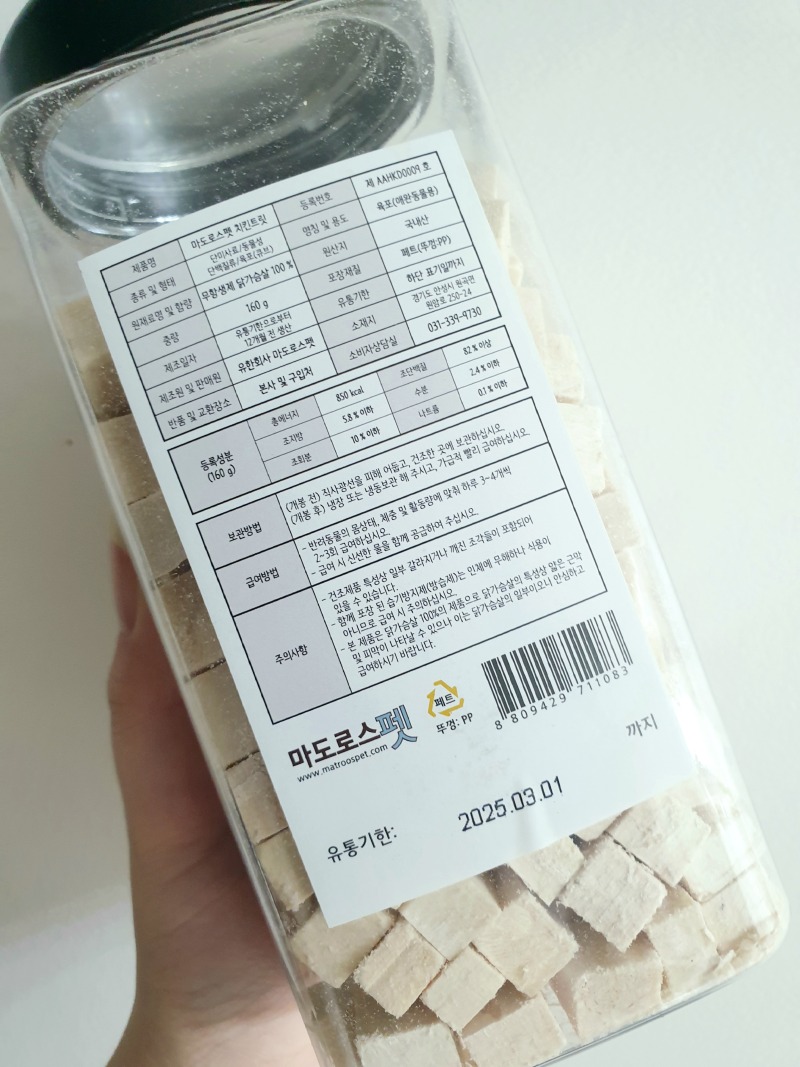 제품명 마도로스펫 치킨트릿 등록번호 제 AAHKD0009 호
종류 및 형태 단미사료/동물성 단백질류/육포(큐브) 명칭 및 용도 육포(애완동물용)
원재료명 및 함량 무항생제 닭가슴살 100 % 원산지 국내산
중량 160 g 포장재질 페트(뚜껑:PP)
제조일자 유통기한으로부터 12개월 전 생산 유통기한 하단 표기일까지
제조원 및 판매원 유한회사 마도로스펫 소재지 경기도 안성시 원곡면 원암로 250-24
반품 및 교환장소 본사 및 구입처 소비자상담실 031-339-9730
등록성분
(160 g)
총에너지 850 kcal 조단백질 82 % 이상
조지방 5.8 % 이하 수분 2.4 % 이하
조회분 10 % 이하 나트륨 0.1 % 이하
보관방법
(개봉 전) 직사광선을 피해 어둡고, 건조한 곳에 보관하십시오.
(개봉 후) 냉장 또는 냉동보관 해 주시고, 가급적 빨리 급여하십시오.
급여방법
- 반려동물의 몸상태, 체중 및 활동량에 맞춰 하루 3-4개씩
2~3회 급여하십시오.
- 급여 시 신선한 물을 함께 공급하여 주십시오.
주의사항
- 건조제품 특성상 일부 갈라지거나 깨진 조각들이 포함되어
있을 수 있습니다.
- 함께 포장 된 습기방지제(방습제)는 인체에 무해하나 식용이
아니므로 급여 시 주의하십시오.
- 본 제품은 닭가슴살 100%의 제품으로 닭가슴살의 특성상 얇은 근막
및 피막이 나타날 수 있으나 이는 닭가슴살의 일부이오니 안심하고
급여하시기 바랍니다.
마도로스펫
www.matroospet.com
페트
뚜껑: PP
8 809429 711083
유통기한: 2025.03.01 까지